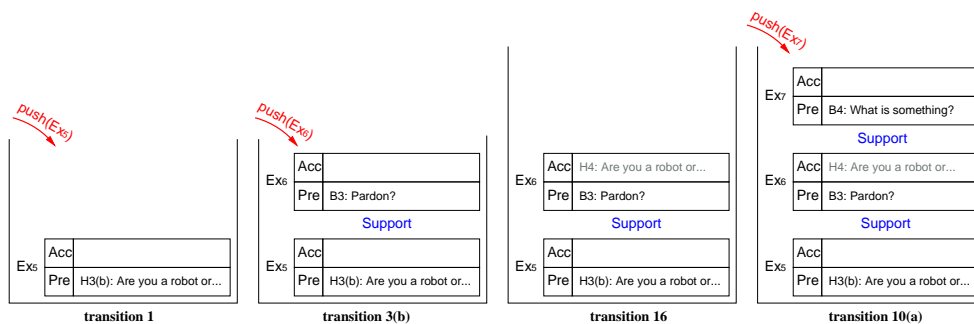 push(Ex5)
Acc
Ex5
Pre H3(b): Are you a robot or...
transition 1
push(Ex6)
Acc
Ex6
Pre B3: Pardon?
Support
Acc
Ex5
Pre H3(b): Are you a robot or...
transition 3(b)
Acc H4: Are you a robot or...
Ex6
Pre B3: Pardon?
Support
Acc
Ex5
Pre H3(b): Are you a robot or...
transition 16
push(Ex7)
Acc
Ex7
Pre B4: What is something?
Support
Acc H4: Are you a robot or...
Ex6
Pre B3: Pardon?
Support
Acc
Ex5
Pre H3(b): Are you a robot or...
transition 10(a)